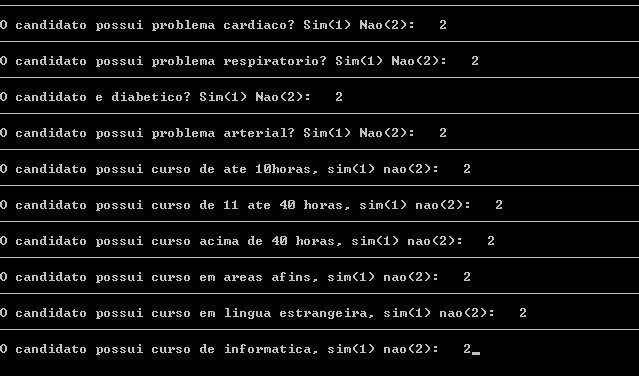 O candidato possui problema cardiaco? Sim(1) Nao(2): 2
O candidato possui problema respiratorio? Sim(1) Nao(2): 2
O candidato e diabetico? Sim(1) Nao(2): 2
O candidato possui problema arterial? Sim(1) Nao(2): 2
O candidato possui curso de ate 10horas, sim(1) nao(2): 2
O candidato possui curso de 11 ate 40 horas, sim(1) nao(2): 2
O candidato possui curso acima de 40 horas, sim(1) nao(2): 2
O candidato possui curso em areas afins, sim(1) nao(2): 2
O candidato possui curso em lingua estrangeira, sim(1) nao(2): 2
O candidato possui curso de informatica, sim(1) nao(2): 2_